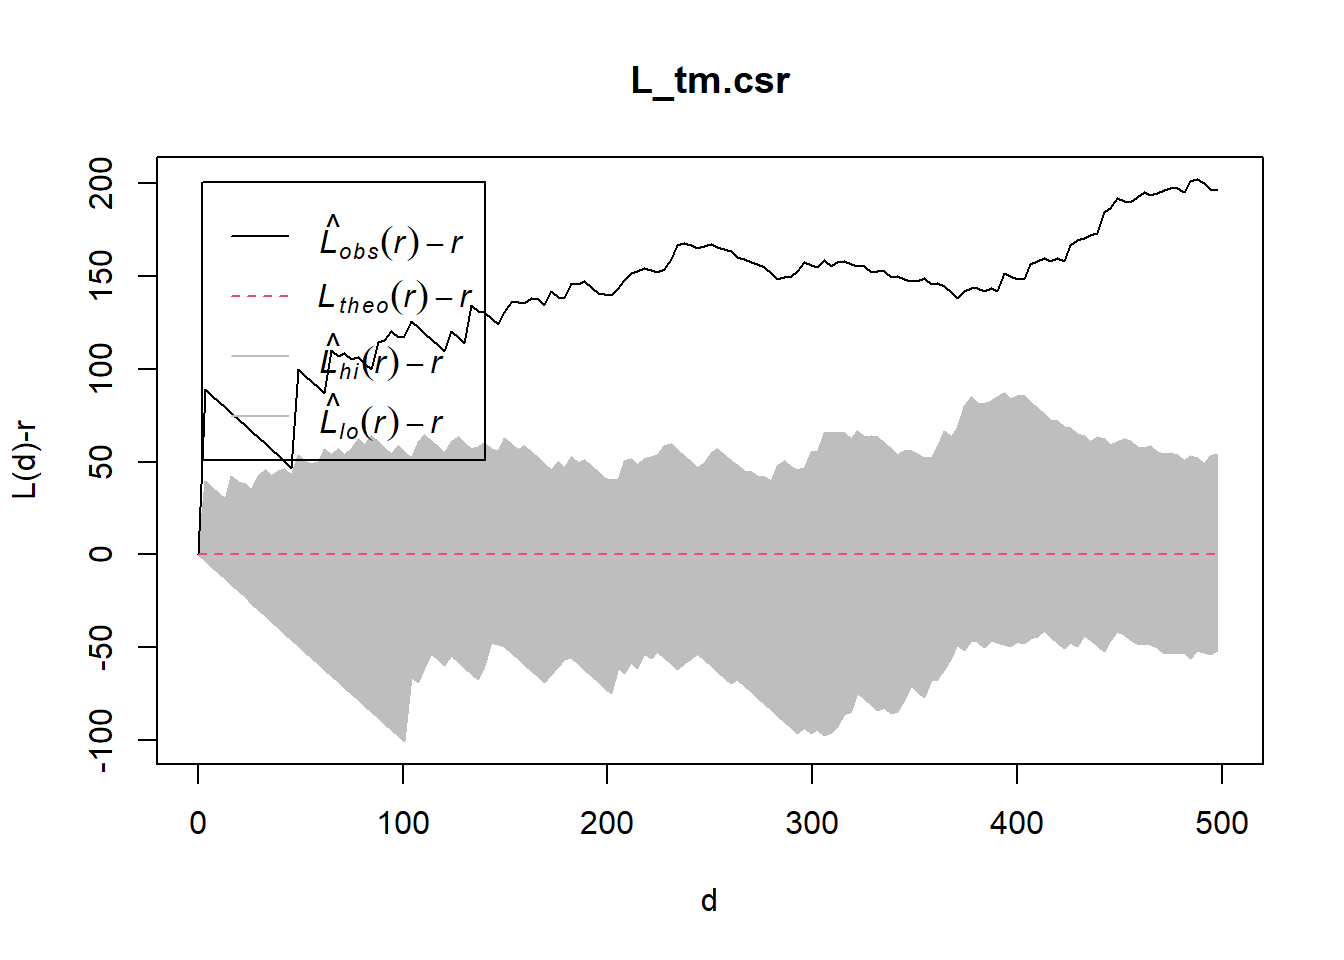 L_tm.csr
L(d)-r
200
150
100
50
0
-50
-100
L̂obs(r) − r
Ltheo(r) − r
L̂hi(r) − r
L̂lo(r) − r
0 100 200 300 400 500
d